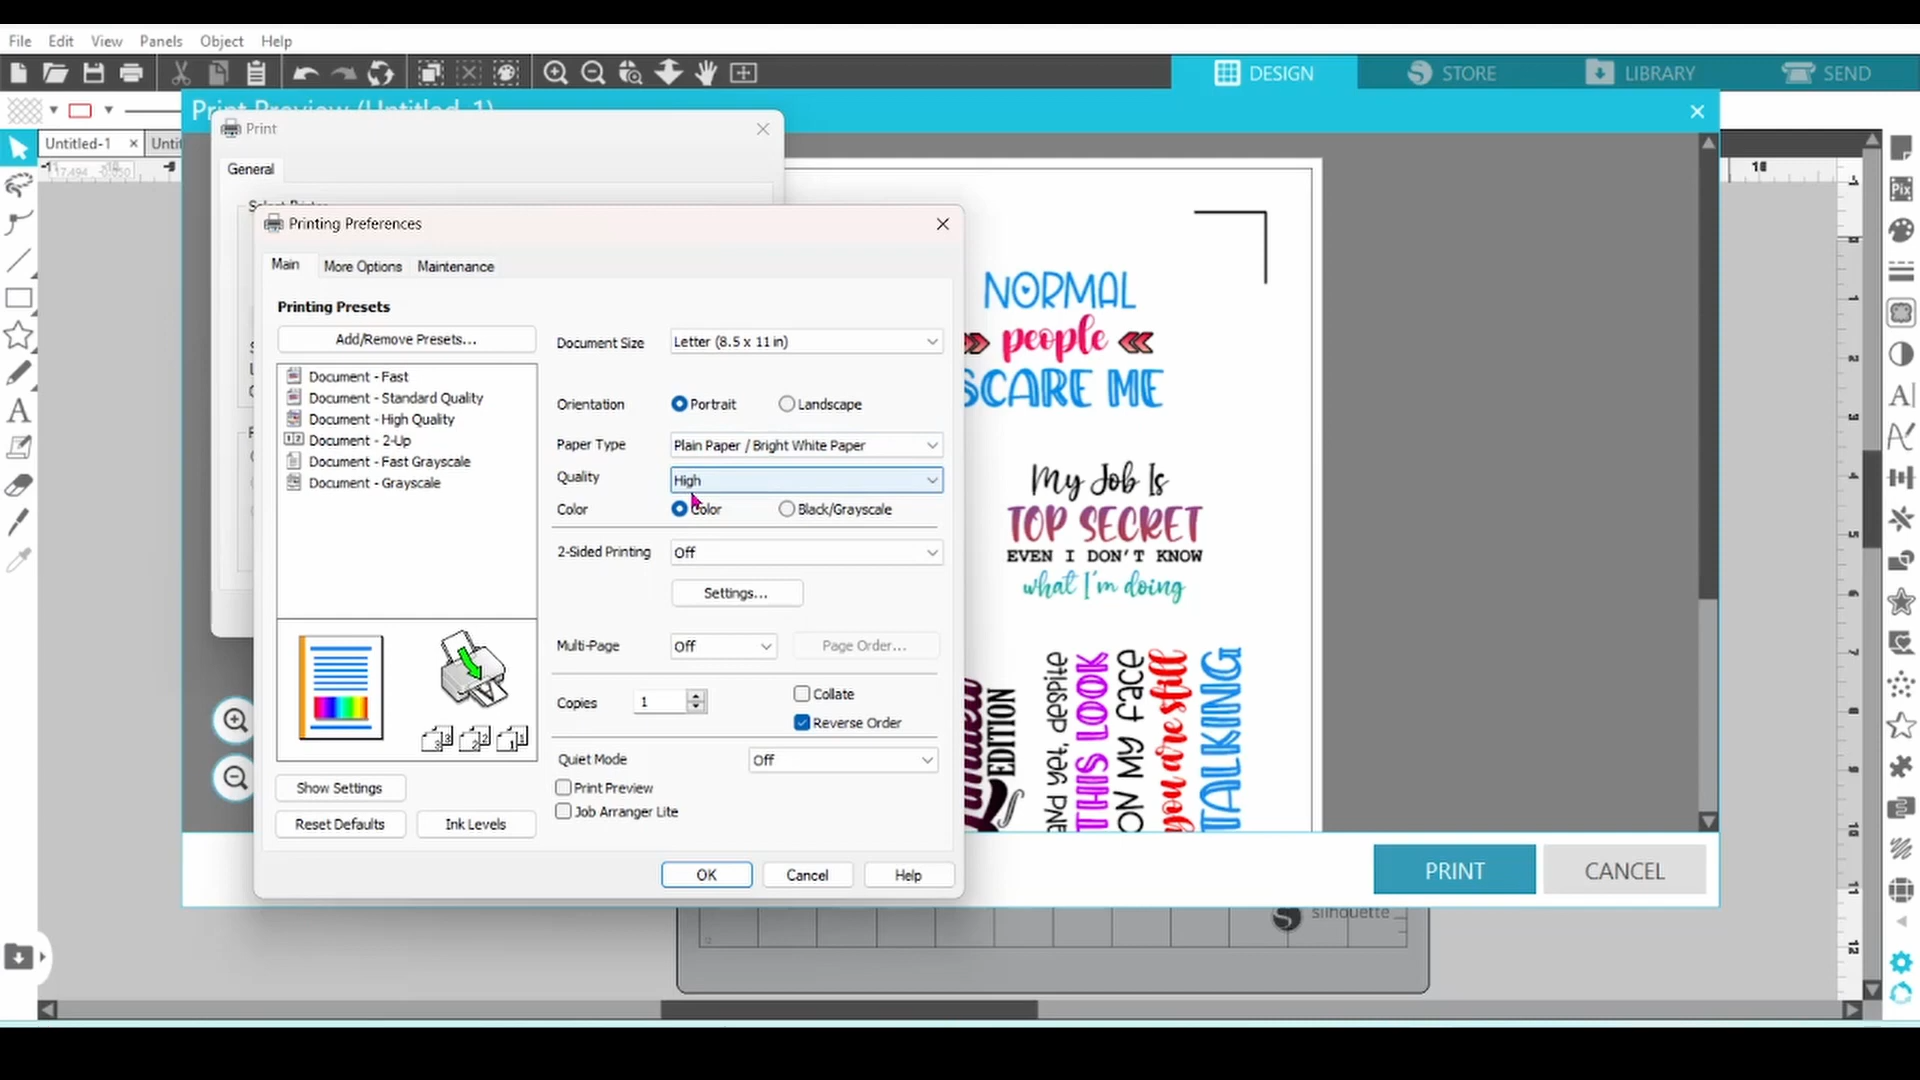 File Edit View Panels Object Help
DESIGN STORE LIBRARY SEND
Print Preview (Untitled-1)
Print
Untitled-1
General
Printing Preferences
Main More Options Maintenance
Printing Presets
Add/Remove Presets...
Document - Fast
Document - Standard Quality
Document - High Quality
Document - 2-Up
Document - Fast Grayscale
Document - Grayscale
Show Settings
Reset Defaults Ink Levels
Document Size Letter (8.5 x 11 in)
Orientation Portrait Landscape
Paper Type Plain Paper / Bright White Paper
Quality High
Color Color Black/Grayscale
2-Sided Printing Off
Settings...
Multi-Page Off Page Order...
Copies 1 Collate
Reverse Order
Quiet Mode Off
Print Preview
Job Arranger Lite
OK Cancel Help
NORMAL
people
SCARE ME
My Job Is
TOP SECRET
EVEN I DON'T KNOW
what I'm doing
EDITION
and yet, despite
THIS LOOK
ON MY face
you are still
TALKING
PRINT CANCEL
silhouette